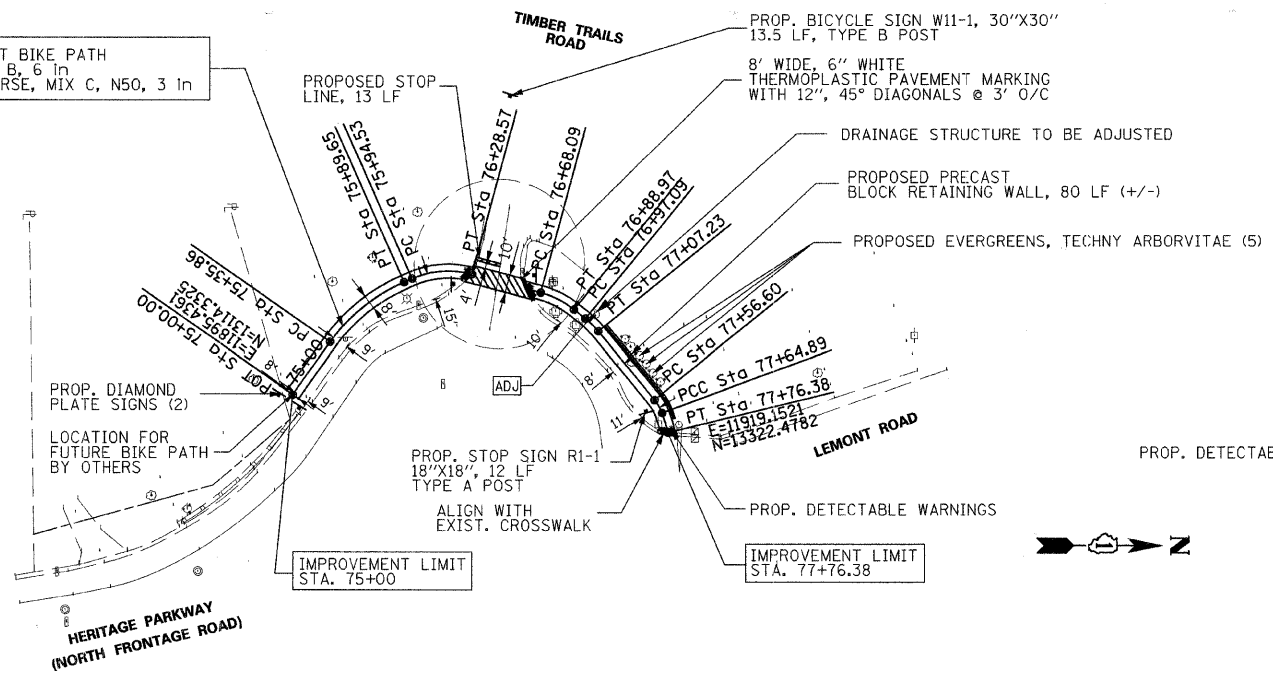 TIMBER TRAILS
ROAD
PROP. BICYCLE SIGN W11-1, 30"X30"
13.5 LF, TYPE B POST
T BIKE PATH
B, 6 in
RSE, MIX C, N50, 3 in
PROPOSED STOP
LINE, 13 LF
8' WIDE, 6" WHITE
THERMOPLASTIC PAVEMENT MARKING
WITH 12", 45° DIAGONALS @ 3' O/C
DRAINAGE STRUCTURE TO BE ADJUSTED
PROPOSED PRECAST
BLOCK RETAINING WALL, 80 LF (+/-)
PROPOSED EVERGREENS, TECHNY ARBORVITAE (5)
PT Sta 75+89.65
PC Sta 75+94.53
PT Sta 76+28.57
PC Sta 76+68.09
PT Sta 76+88.97
PC Sta 76+97.09
PT Sta 77+07.23
PC Sta 77+56.60
PCC Sta 77+64.89
PT Sta 77+76.38
E=11919.1521
N=13322.4782
PC Sta 75+35.86
N=13114.3325
E=11895.4361
Sta 75+00.00
POT
75+00
8'
9'
9'
8'
15'
4'
10'
10'
8'
11'
ADJ
PROP. DIAMOND
PLATE SIGNS (2)
LOCATION FOR
FUTURE BIKE PATH
BY OTHERS
PROP. STOP SIGN R1-1
18"X18", 12 LF
TYPE A POST
ALIGN WITH
EXIST. CROSSWALK
LEMONT ROAD
PROP. DETECTAB
PROP. DETECTABLE WARNINGS
IMPROVEMENT LIMIT
STA. 75+00
IMPROVEMENT LIMIT
STA. 77+76.38
HERITAGE PARKWAY
(NORTH FRONTAGE ROAD)
N